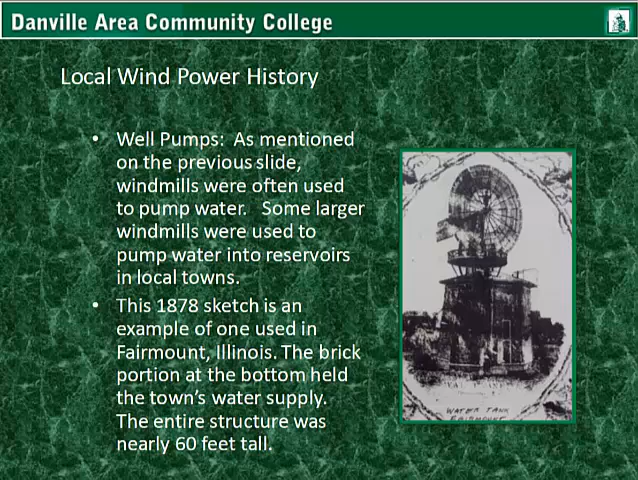 Danville Area Community College
Local Wind Power History
• Well Pumps: As mentioned
on the previous slide,
windmills were often used
to pump water. Some larger
windmills were used to
pump water into reservoirs
in local towns.
• This 1878 sketch is an
example of one used in
Fairmount, Illinois. The brick
portion at the bottom held
the town's water supply.
The entire structure was
nearly 60 feet tall.
WATER TANK
FAIRMOUNT